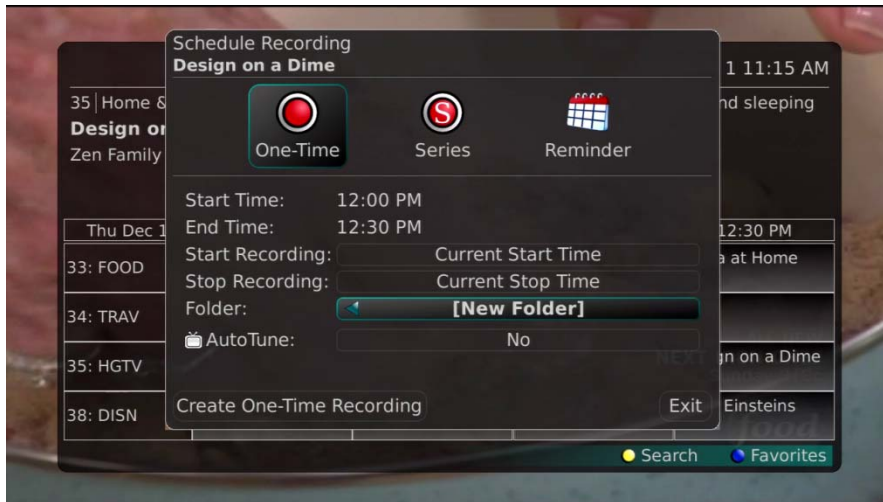 Schedule Recording
Design on a Dime
1 11:15 AM
35 | Home &
nd sleeping
Design or
Zen Family
One-Time
S
Series
Reminder
Start Time: 12:00 PM
End Time: 12:30 PM
Thu Dec 1
12:30 PM
Start Recording: Current Start Time
Stop Recording: Current Stop Time
Folder: [New Folder]
AutoTune: No
33: FOOD
a at Home
34: TRAV
35: HGTV
NEXT
gn on a Dime
38: DISN
Einsteins
Create One-Time Recording
Exit
food
Search
Favorites